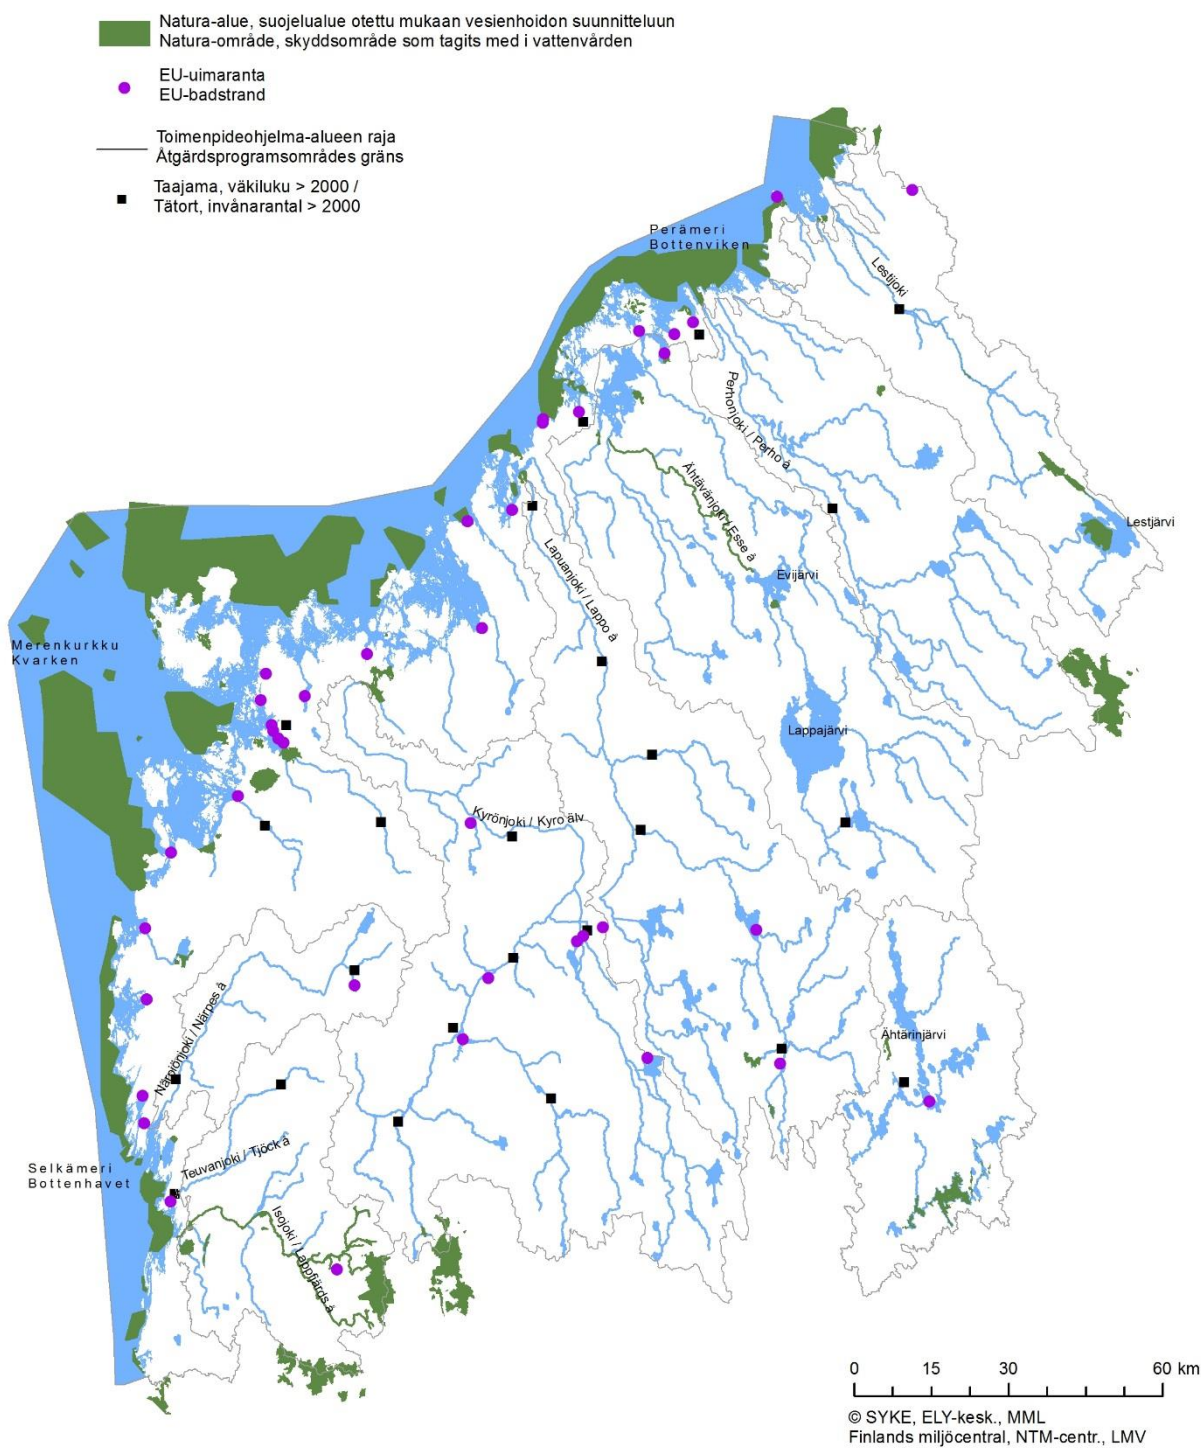 Natura-alue, suojelualue otettu mukaan vesienhoidon suunnitteluun
Natura-område, skyddsområde som tagits med i vattenvården
EU-uimaranta
EU-badstrand
Toimenpideohjelma-alueen raja
Åtgärdsprogramsområdes gräns
Taajama, väkiluku > 2000 /
Tätort, invånarantal > 2000
Perämeri
Bottenviken
Lestijoki
Perhonjoki / Perho å
Ähtävänjoki / Esse å
Lestjärvi
Lapuanjoki / Lappo å
Evijärvi
Merenkurkku
Kvarken
Lappajärvi
Kyrönjoki / Kyro älv
Närpiönjoki / Närpes å
Ähtärinjärvi
Teuvanjoki / Tjöck å
Selkämeri
Bottenhavet
Isojoki / Lappfjärds å
0 15 30 60 km
© SYKE, ELY-kesk., MML
Finlands miljöcentral, NTM-centr., LMV